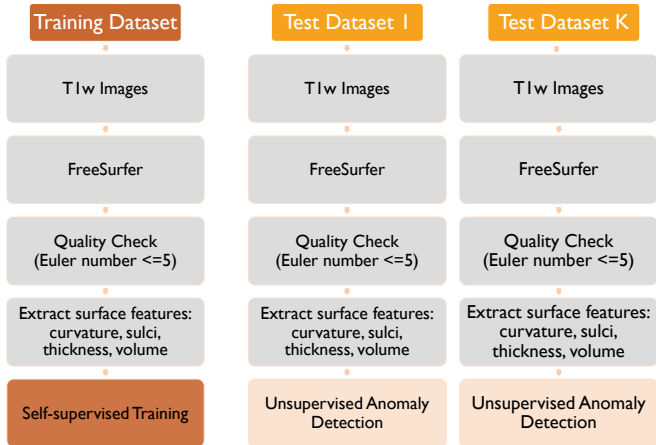 Training Dataset
T1w Images
FreeSurfer
Quality Check
(Euler number <=5)
Extract surface features:
curvature, sulci,
thickness, volume
Self-supervised Training
Test Dataset 1
T1w Images
FreeSurfer
Quality Check
(Euler number <=5)
Extract surface features:
curvature, sulci,
thickness, volume
Unsupervised Anomaly
Detection
Test Dataset K
T1w Images
FreeSurfer
Quality Check
(Euler number <=5)
Extract surface features:
curvature, sulci,
thickness, volume
Unsupervised Anomaly
Detection